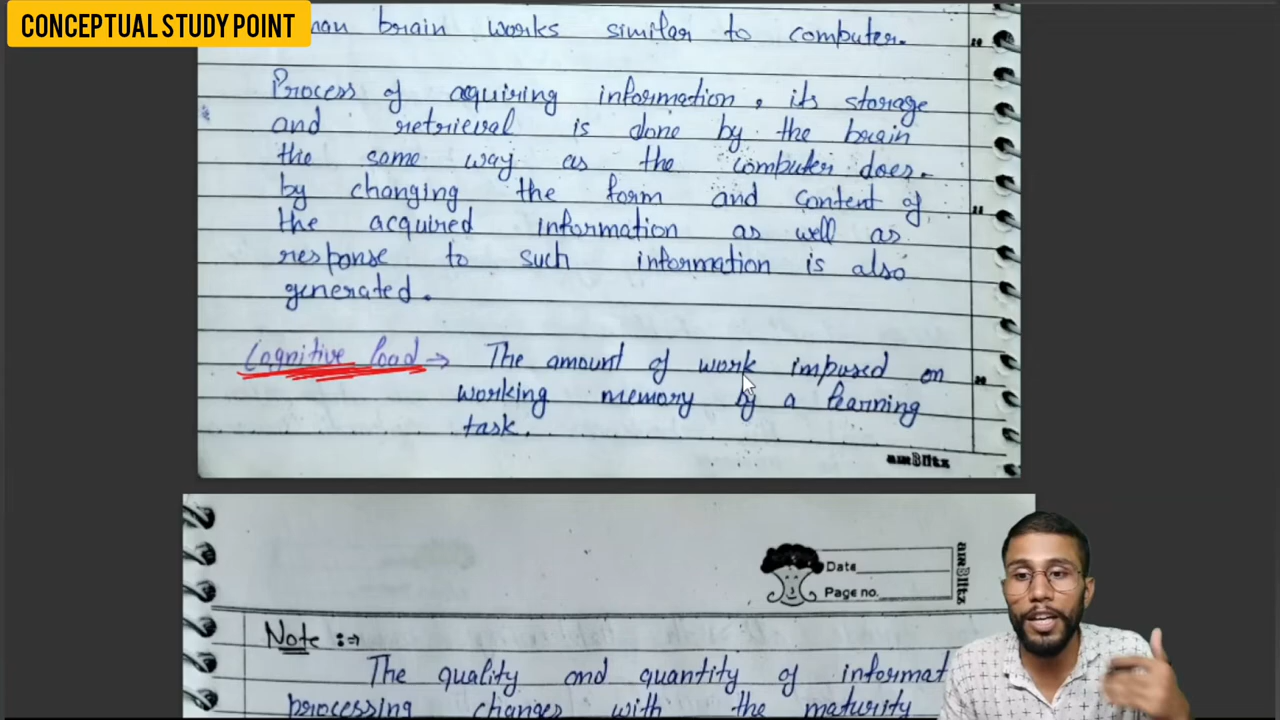 CONCEPTUAL STUDY POINT
brain works similar to computer.
Process of aquiring information, its storage
and retrieval is done by the brain
the same way as the computer does.
by changing the form and content of
the acquired information as well as
response to such information is also
generated.
Cognitive load → The amount of work imposed on
working memory by a learning
task.
amBlitz
amBlitz
Date
Page no.
Note :→
The quality and quantity of informat
processing changes with the maturity